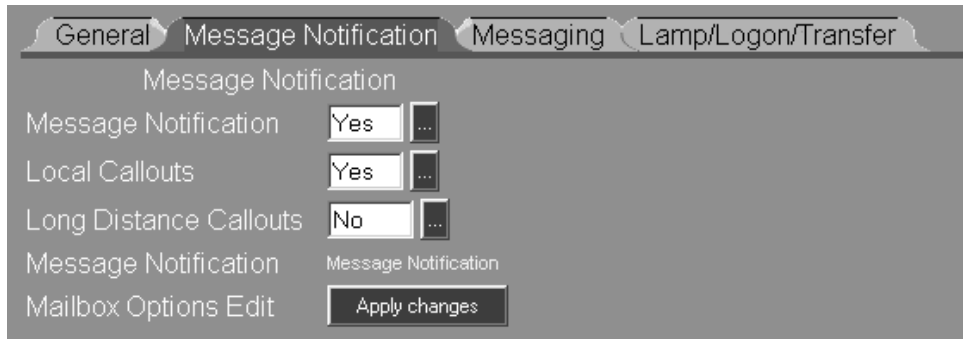 General Message Notification Messaging Lamp/Logon/Transfer
Message Notification
Message Notification Yes ...
Local Callouts Yes ...
Long Distance Callouts No ...
Message Notification Message Notification
Mailbox Options Edit Apply changes